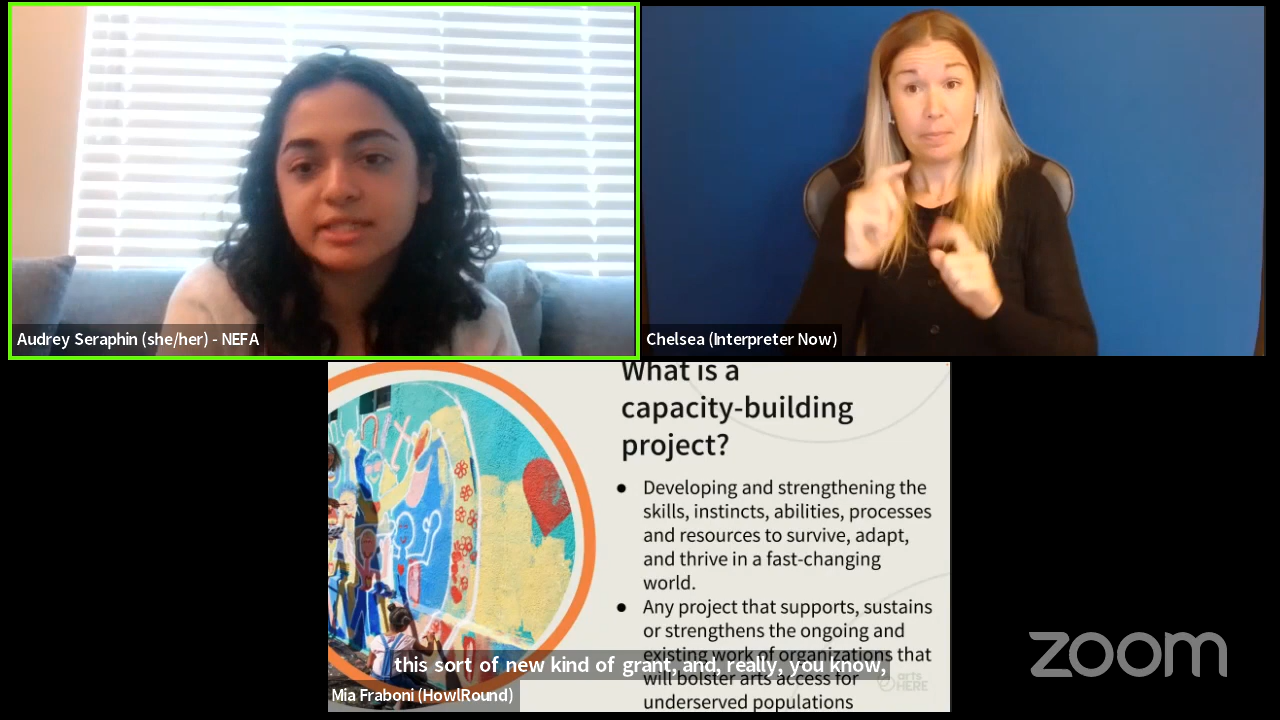 Audrey Seraphin (she/her) - NEFA
Chelsea (Interpreter Now)
What is a
capacity-building
project?
● Developing and strengthening the
skills, instincts, abilities, processes
and resources to survive, adapt,
and thrive in a fast-changing
world.
● Any project that supports, sustains
or strengthens the ongoing and
existing work of organizations that
will bolster arts access for
underserved populations
this sort of new kind of grant, and, really, you know,
arts
HERE
Mia Fraboni (HowlRound)
zoom